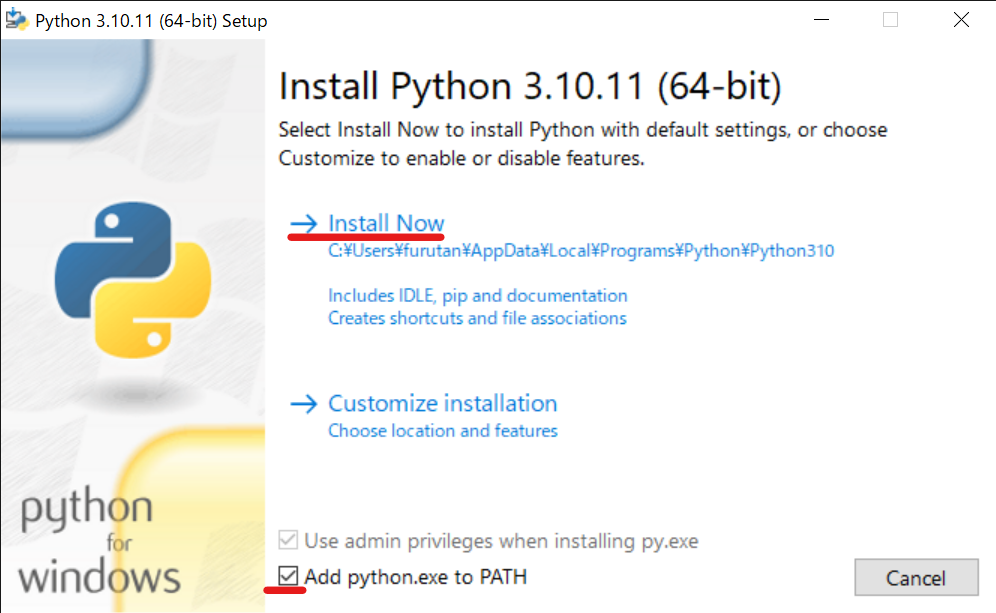 Python 3.10.11 (64-bit) Setup
Install Python 3.10.11 (64-bit)
Select Install Now to install Python with default settings, or choose
Customize to enable or disable features.
Install Now
C:¥Users¥furutan¥AppData¥Local¥Programs¥Python¥Python310
Includes IDLE, pip and documentation
Creates shortcuts and file associations
Customize installation
Choose location and features
python
for
windows
Use admin privileges when installing py.exe
Add python.exe to PATH
Cancel